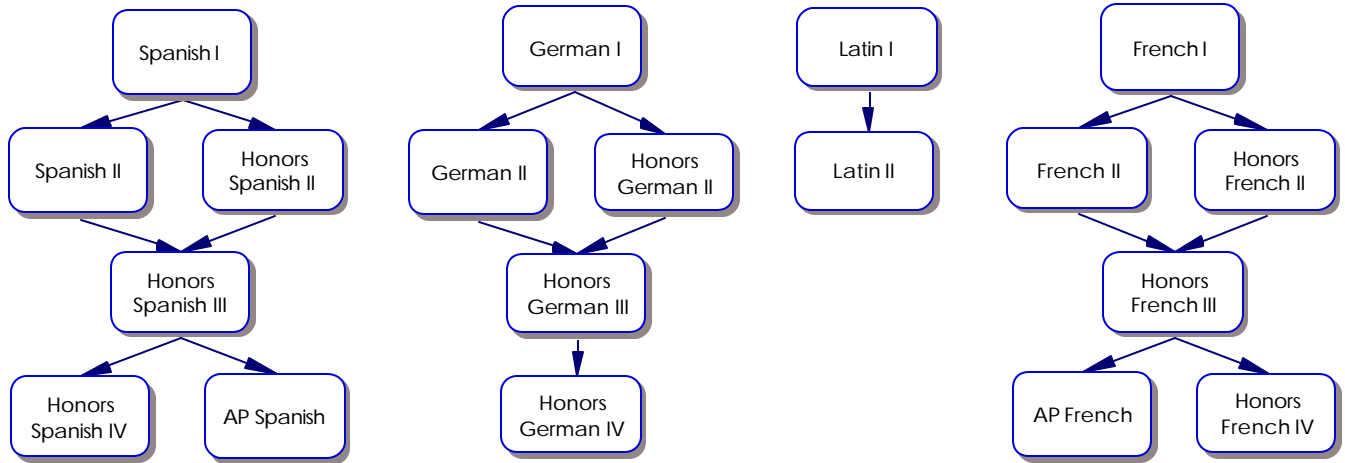 Spanish I
German I
Latin I
French I
Spanish II
Honors
Spanish II
German II
Honors
German II
Latin II
French II
Honors
French II
Honors
Spanish III
Honors
German III
Honors
French III
Honors
Spanish IV
AP Spanish
Honors
German IV
AP French
Honors
French IV